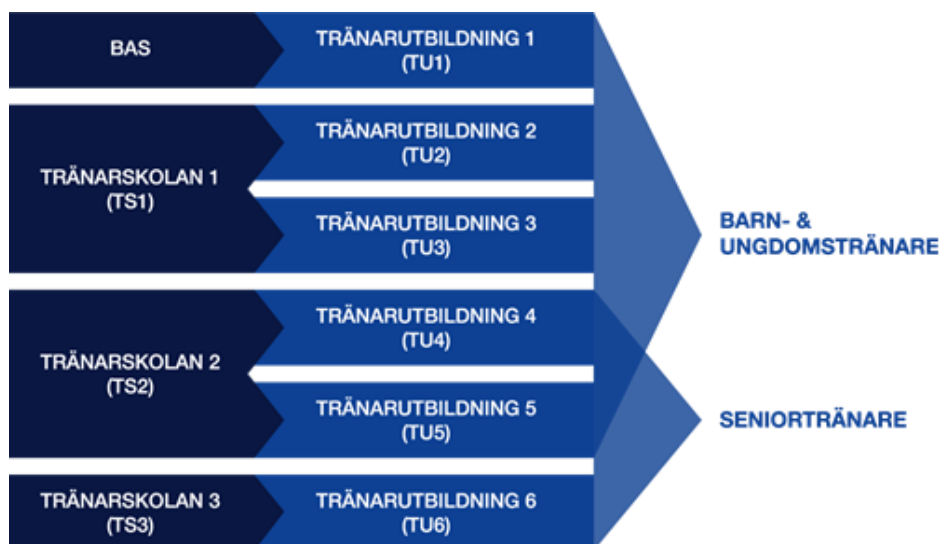 BAS
TRÄNARUTBILDNING 1
(TU1)
TRÄNARSKOLAN 1
(TS1)
TRÄNARUTBILDNING 2
(TU2)
TRÄNARUTBILDNING 3
(TU3)
TRÄNARSKOLAN 2
(TS2)
TRÄNARUTBILDNING 4
(TU4)
TRÄNARUTBILDNING 5
(TU5)
TRÄNARSKOLAN 3
(TS3)
TRÄNARUTBILDNING 6
(TU6)
BARN- &
UNGDOMSTRÄNARE
SENIORTRÄNARE